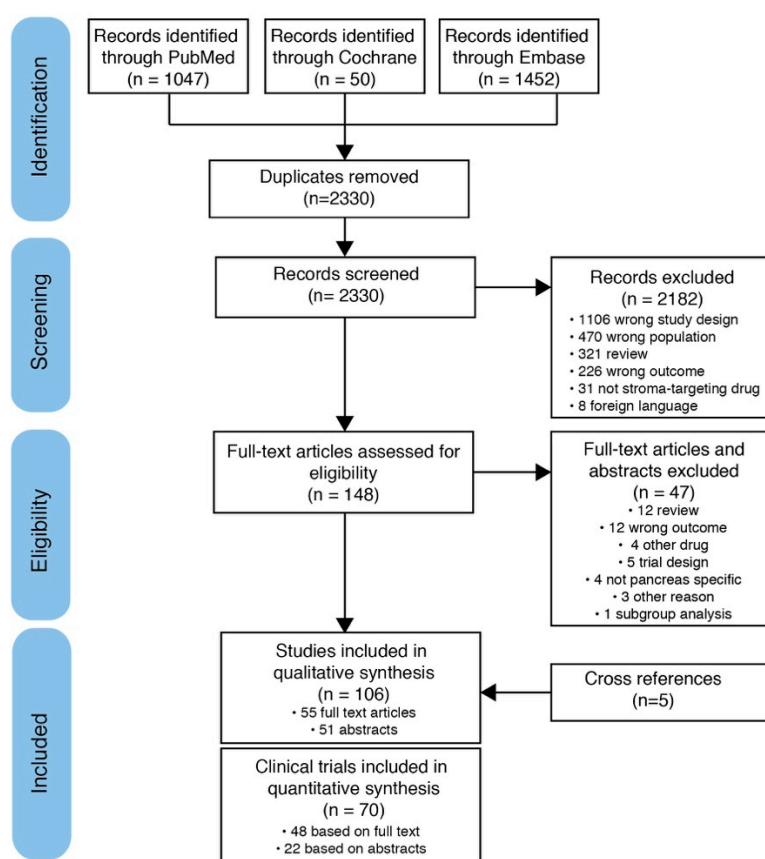 Identification
Records identified
through PubMed
(n = 1047)
Records identified
through Cochrane
(n = 50)
Records identified
through Embase
(n = 1452)
Duplicates removed
(n=2330)
Screening
Records screened
(n= 2330)
Records excluded
(n = 2182)
• 1106 wrong study design
• 470 wrong population
• 321 review
• 226 wrong outcome
• 31 not stroma-targeting drug
• 8 foreign language
Eligibility
Full-text articles assessed for
eligibility
(n = 148)
Full-text articles and
abstracts excluded
(n = 47)
• 12 review
• 12 wrong outcome
• 4 other drug
• 5 trial design
• 4 not pancreas specific
• 3 other reason
• 1 subgroup analysis
Included
Studies included in
qualitative synthesis
(n = 106)
• 55 full text articles
• 51 abstracts
Cross references
(n=5)
Clinical trials included in
quantitative synthesis
(n = 70)
• 48 based on full text
• 22 based on abstracts